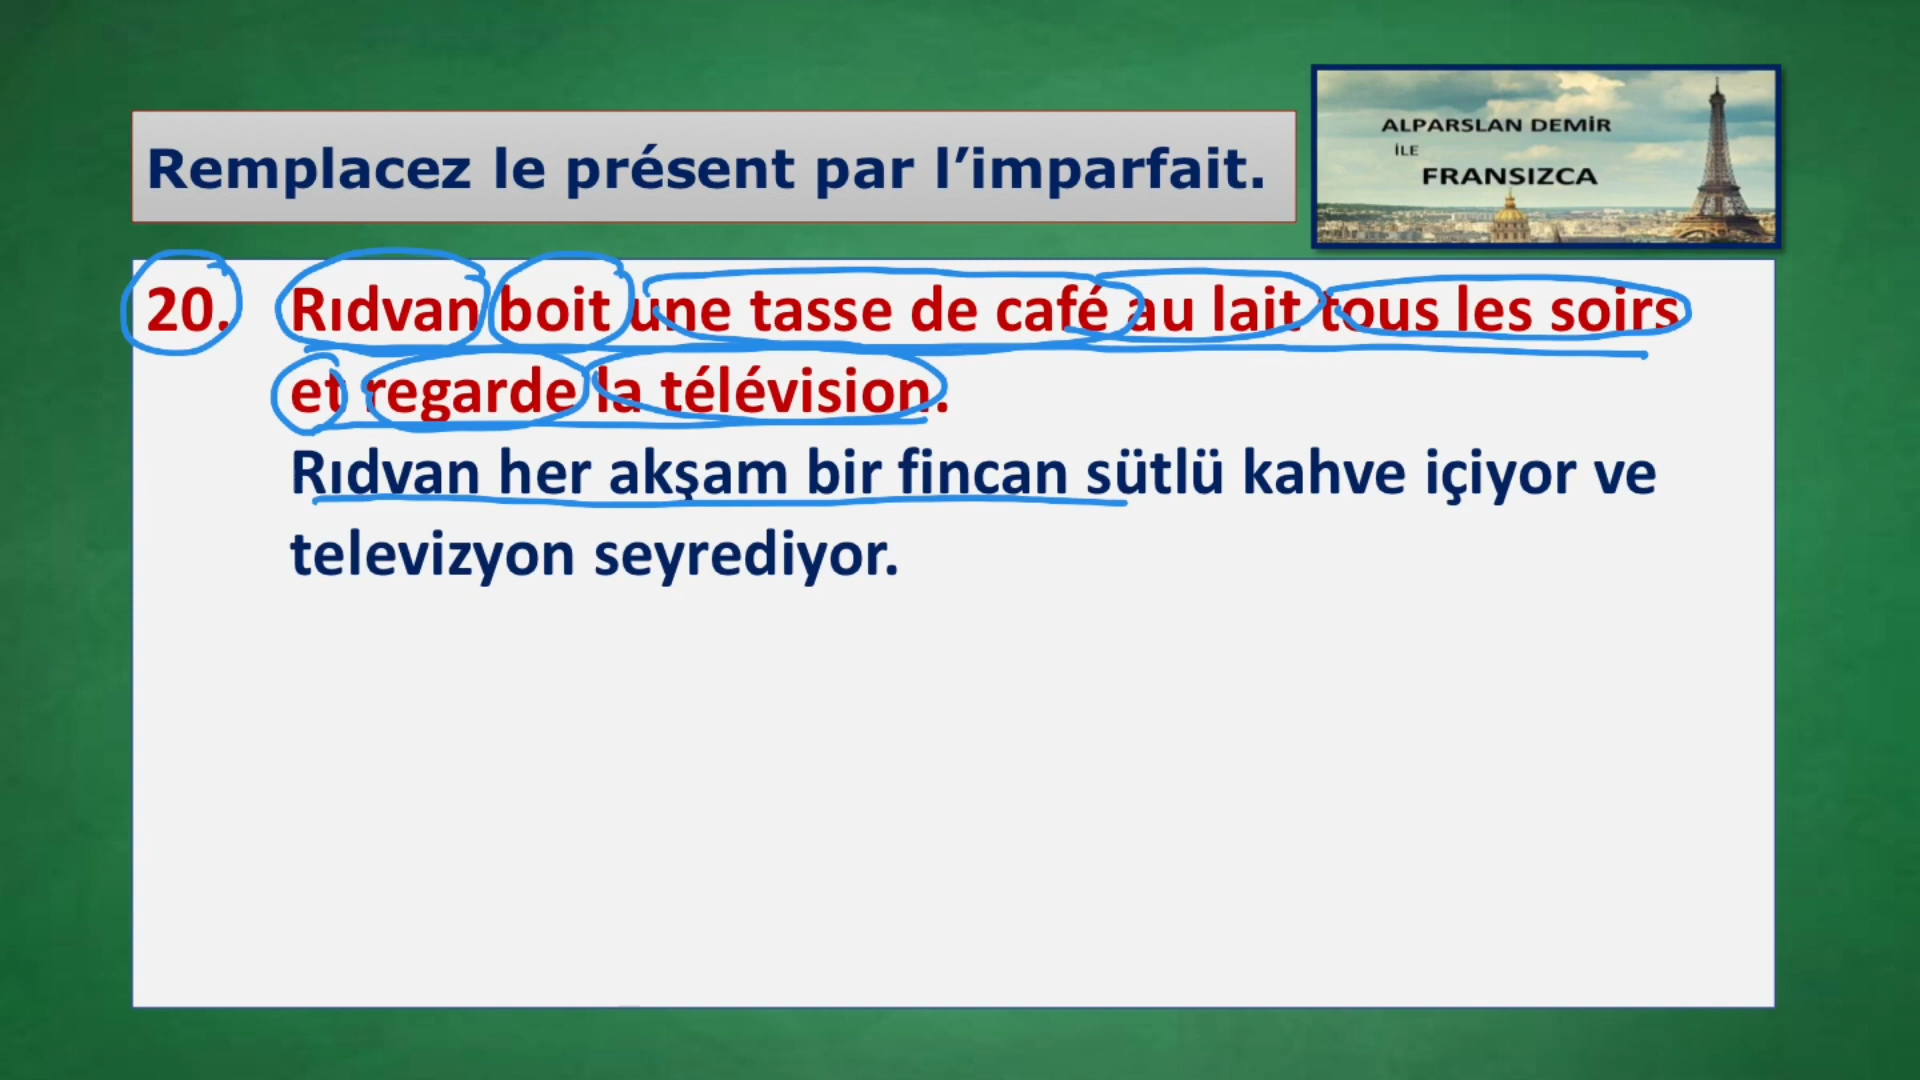 Remplacez le présent par l’imparfait.
ALPARSLAN DEMİR
İLE
FRANSIZCA
20. Rıdvan boit une tasse de café au lait tous les soirs
et regarde la télévision.
Rıdvan her akşam bir fincan sütlü kahve içiyor ve
televizyon seyrediyor.